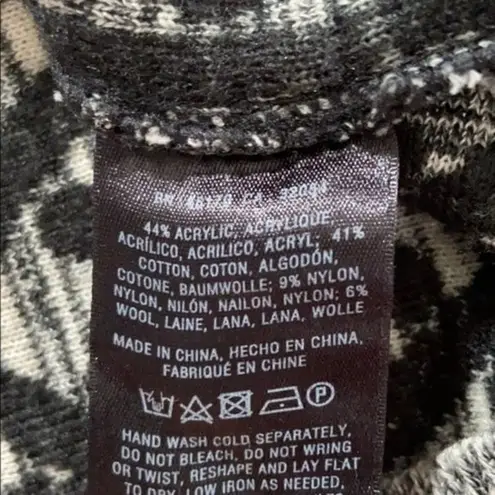 44% ACRYLIC, ACRYLIQUE,
ACRÍLICO, ACRILICO, ACRYL; 41%
COTTON, COTON, ALGODÓN,
COTONE, BAUMWOLLE; 9% NYLON,
NYLON, NILÓN, NAILON, NYLON; 6%
WOOL, LAINE, LANA, LANA, WOLLE
MADE IN CHINA, HECHO EN CHINA,
FABRIQUÉ EN CHINE
HAND WASH COLD SEPARATELY,
DO NOT BLEACH, DO NOT WRING
OR TWIST, RESHAPE AND LAY FLAT
TO DRY, LOW IRON AS NEEDED,